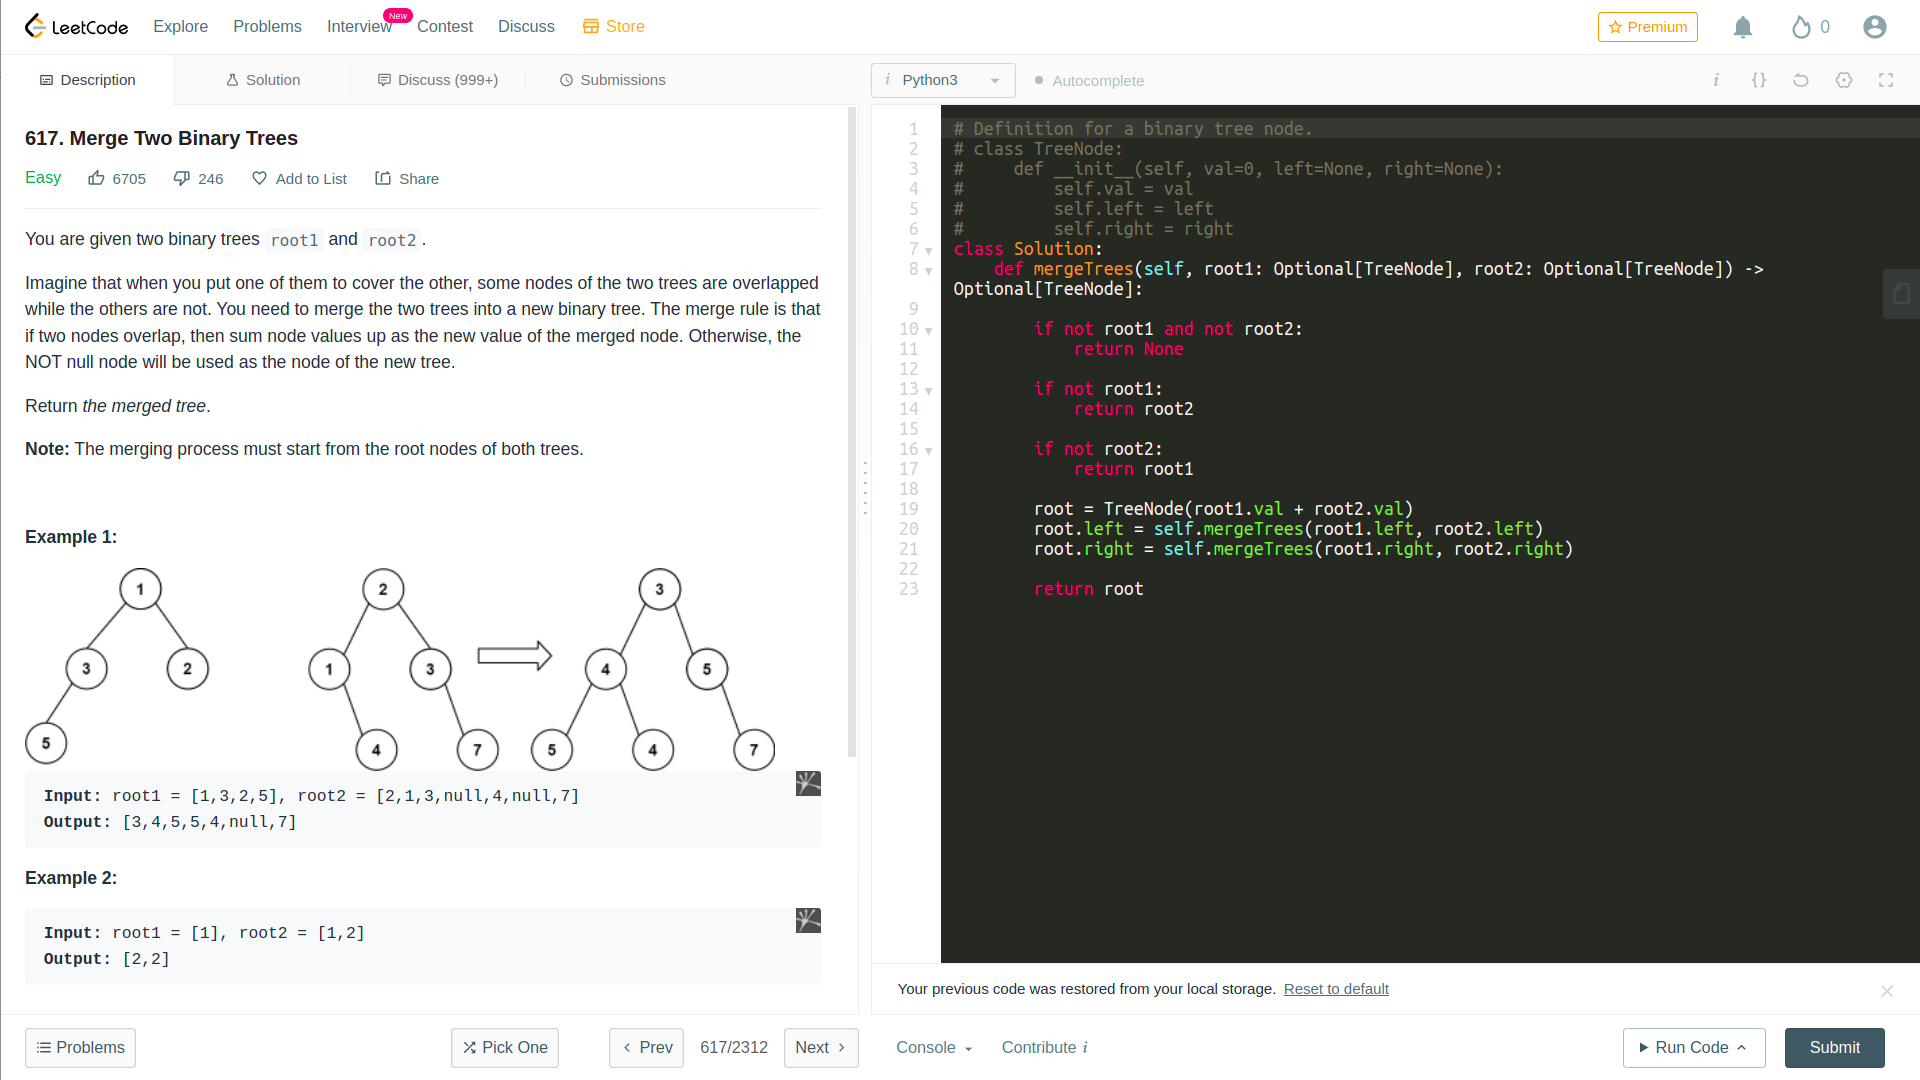 LeetCode Explore Problems Interview New Contest Discuss Store Premium 0
Description Solution Discuss (999+) Submissions
617. Merge Two Binary Trees
Easy 6705 246 Add to List Share
You are given two binary trees root1 and root2.
Imagine that when you put one of them to cover the other, some nodes of the two trees are overlapped
while the others are not. You need to merge the two trees into a new binary tree. The merge rule is that
if two nodes overlap, then sum node values up as the new value of the merged node. Otherwise, the
NOT null node will be used as the node of the new tree.
Return the merged tree.
Note: The merging process must start from the root nodes of both trees.
Example 1:
1 2 3
3 2 1 3 4 5
5 4 7 5 4 7
Input: root1 = [1,3,2,5], root2 = [2,1,3,null,4,null,7]
Output: [3,4,5,5,4,null,7]
Example 2:
Input: root1 = [1], root2 = [1,2]
Output: [2,2]
Problems Pick One Prev 617/2312 Next
i Python3 Autocomplete i {}
1 # Definition for a binary tree node.
2 # class TreeNode:
3 #     def __init__(self, val=0, left=None, right=None):
4 #         self.val = val
5 #         self.left = left
6 #         self.right = right
7 class Solution:
8     def mergeTrees(self, root1: Optional[TreeNode], root2: Optional[TreeNode]) ->
Optional[TreeNode]:
9
10         if not root1 and not root2:
11             return None
12
13         if not root1:
14             return root2
15
16         if not root2:
17             return root1
18
19         root = TreeNode(root1.val + root2.val)
20         root.left = self.mergeTrees(root1.left, root2.left)
21         root.right = self.mergeTrees(root1.right, root2.right)
22
23         return root
Your previous code was restored from your local storage. Reset to default
Console Contribute i Run Code Submit